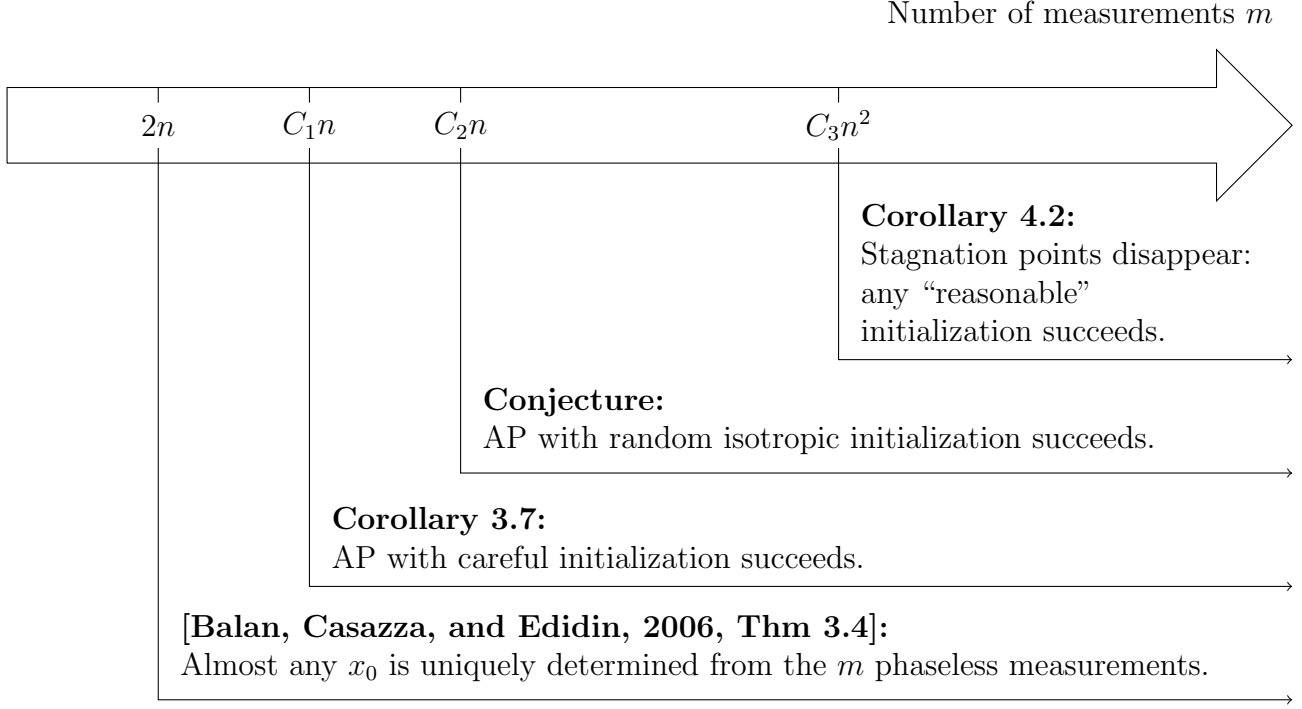 Number of measurements m
2n
C₁n
C₂n
C₃n²
Corollary 4.2:
Stagnation points disappear:
any “reasonable”
initialization succeeds.
Conjecture:
AP with random isotropic initialization succeeds.
Corollary 3.7:
AP with careful initialization succeeds.
[Balan, Casazza, and Edidin, 2006, Thm 3.4]:
Almost any x₀ is uniquely determined from the m phaseless measurements.